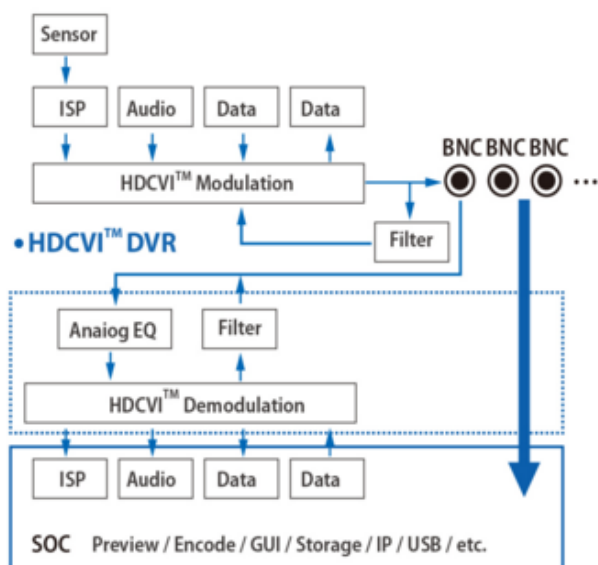 Sensor
ISP Audio Data Data
BNC BNC BNC
HDCVI™ Modulation
...
Filter
• HDCVI™ DVR
Anaiog EQ Filter
HDCVI™ Demodulation
ISP Audio Data Data
SOC Preview / Encode / GUI / Storage / IP / USB / etc.